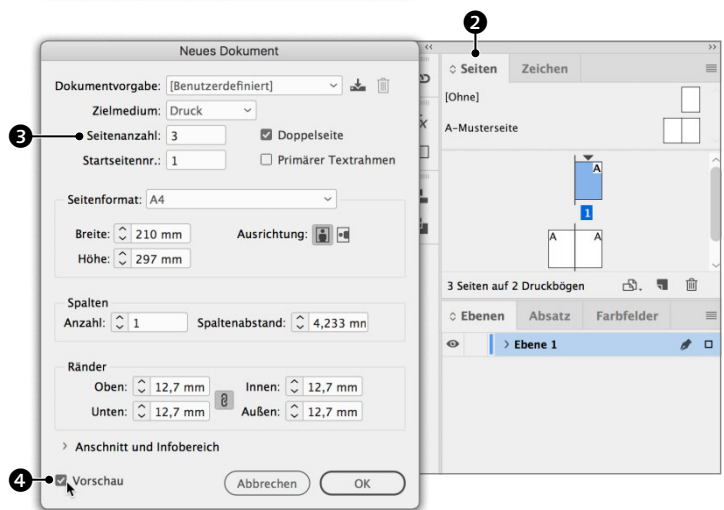 2
Neues Dokument
Dokumentvorgabe: [Benutzerdefiniert]
Zielmedium: Druck
3 Seitenanzahl: 3 Doppelseite
Startseitennr.: 1 Primärer Textrahmen
Seitenformat: A4
Breite: 210 mm Ausrichtung:
Höhe: 297 mm
Spalten
Anzahl: 1 Spaltenabstand: 4,233 mm
Ränder
Oben: 12,7 mm Innen: 12,7 mm
Unten: 12,7 mm Außen: 12,7 mm
> Anschnitt und Infobereich
4 Vorschau Abbrechen OK
Seiten Zeichen
[Ohne]
A-Musterseite
A
1
A A
3 Seiten auf 2 Druckbögen
Ebenen Absatz Farbfelder
> Ebene 1